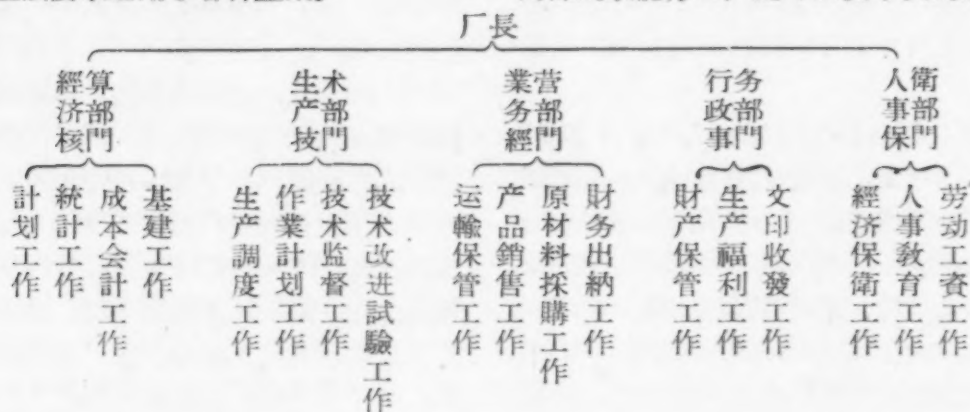 厂長
經济核算部門
生产技术部門
業务經营部門
行政事务部門
人事保衛部門
計划工作
統計工作
成本会計工作
基建工作
生产調度工作
作業計划工作
技术监督工作
技术改进試驗工作
运輸保管工作
产品銷售工作
原材料採購工作
財务出納工作
財产保管工作
生产福利工作
文印收發工作
經济保衛工作
人事教育工作
劳动工資工作